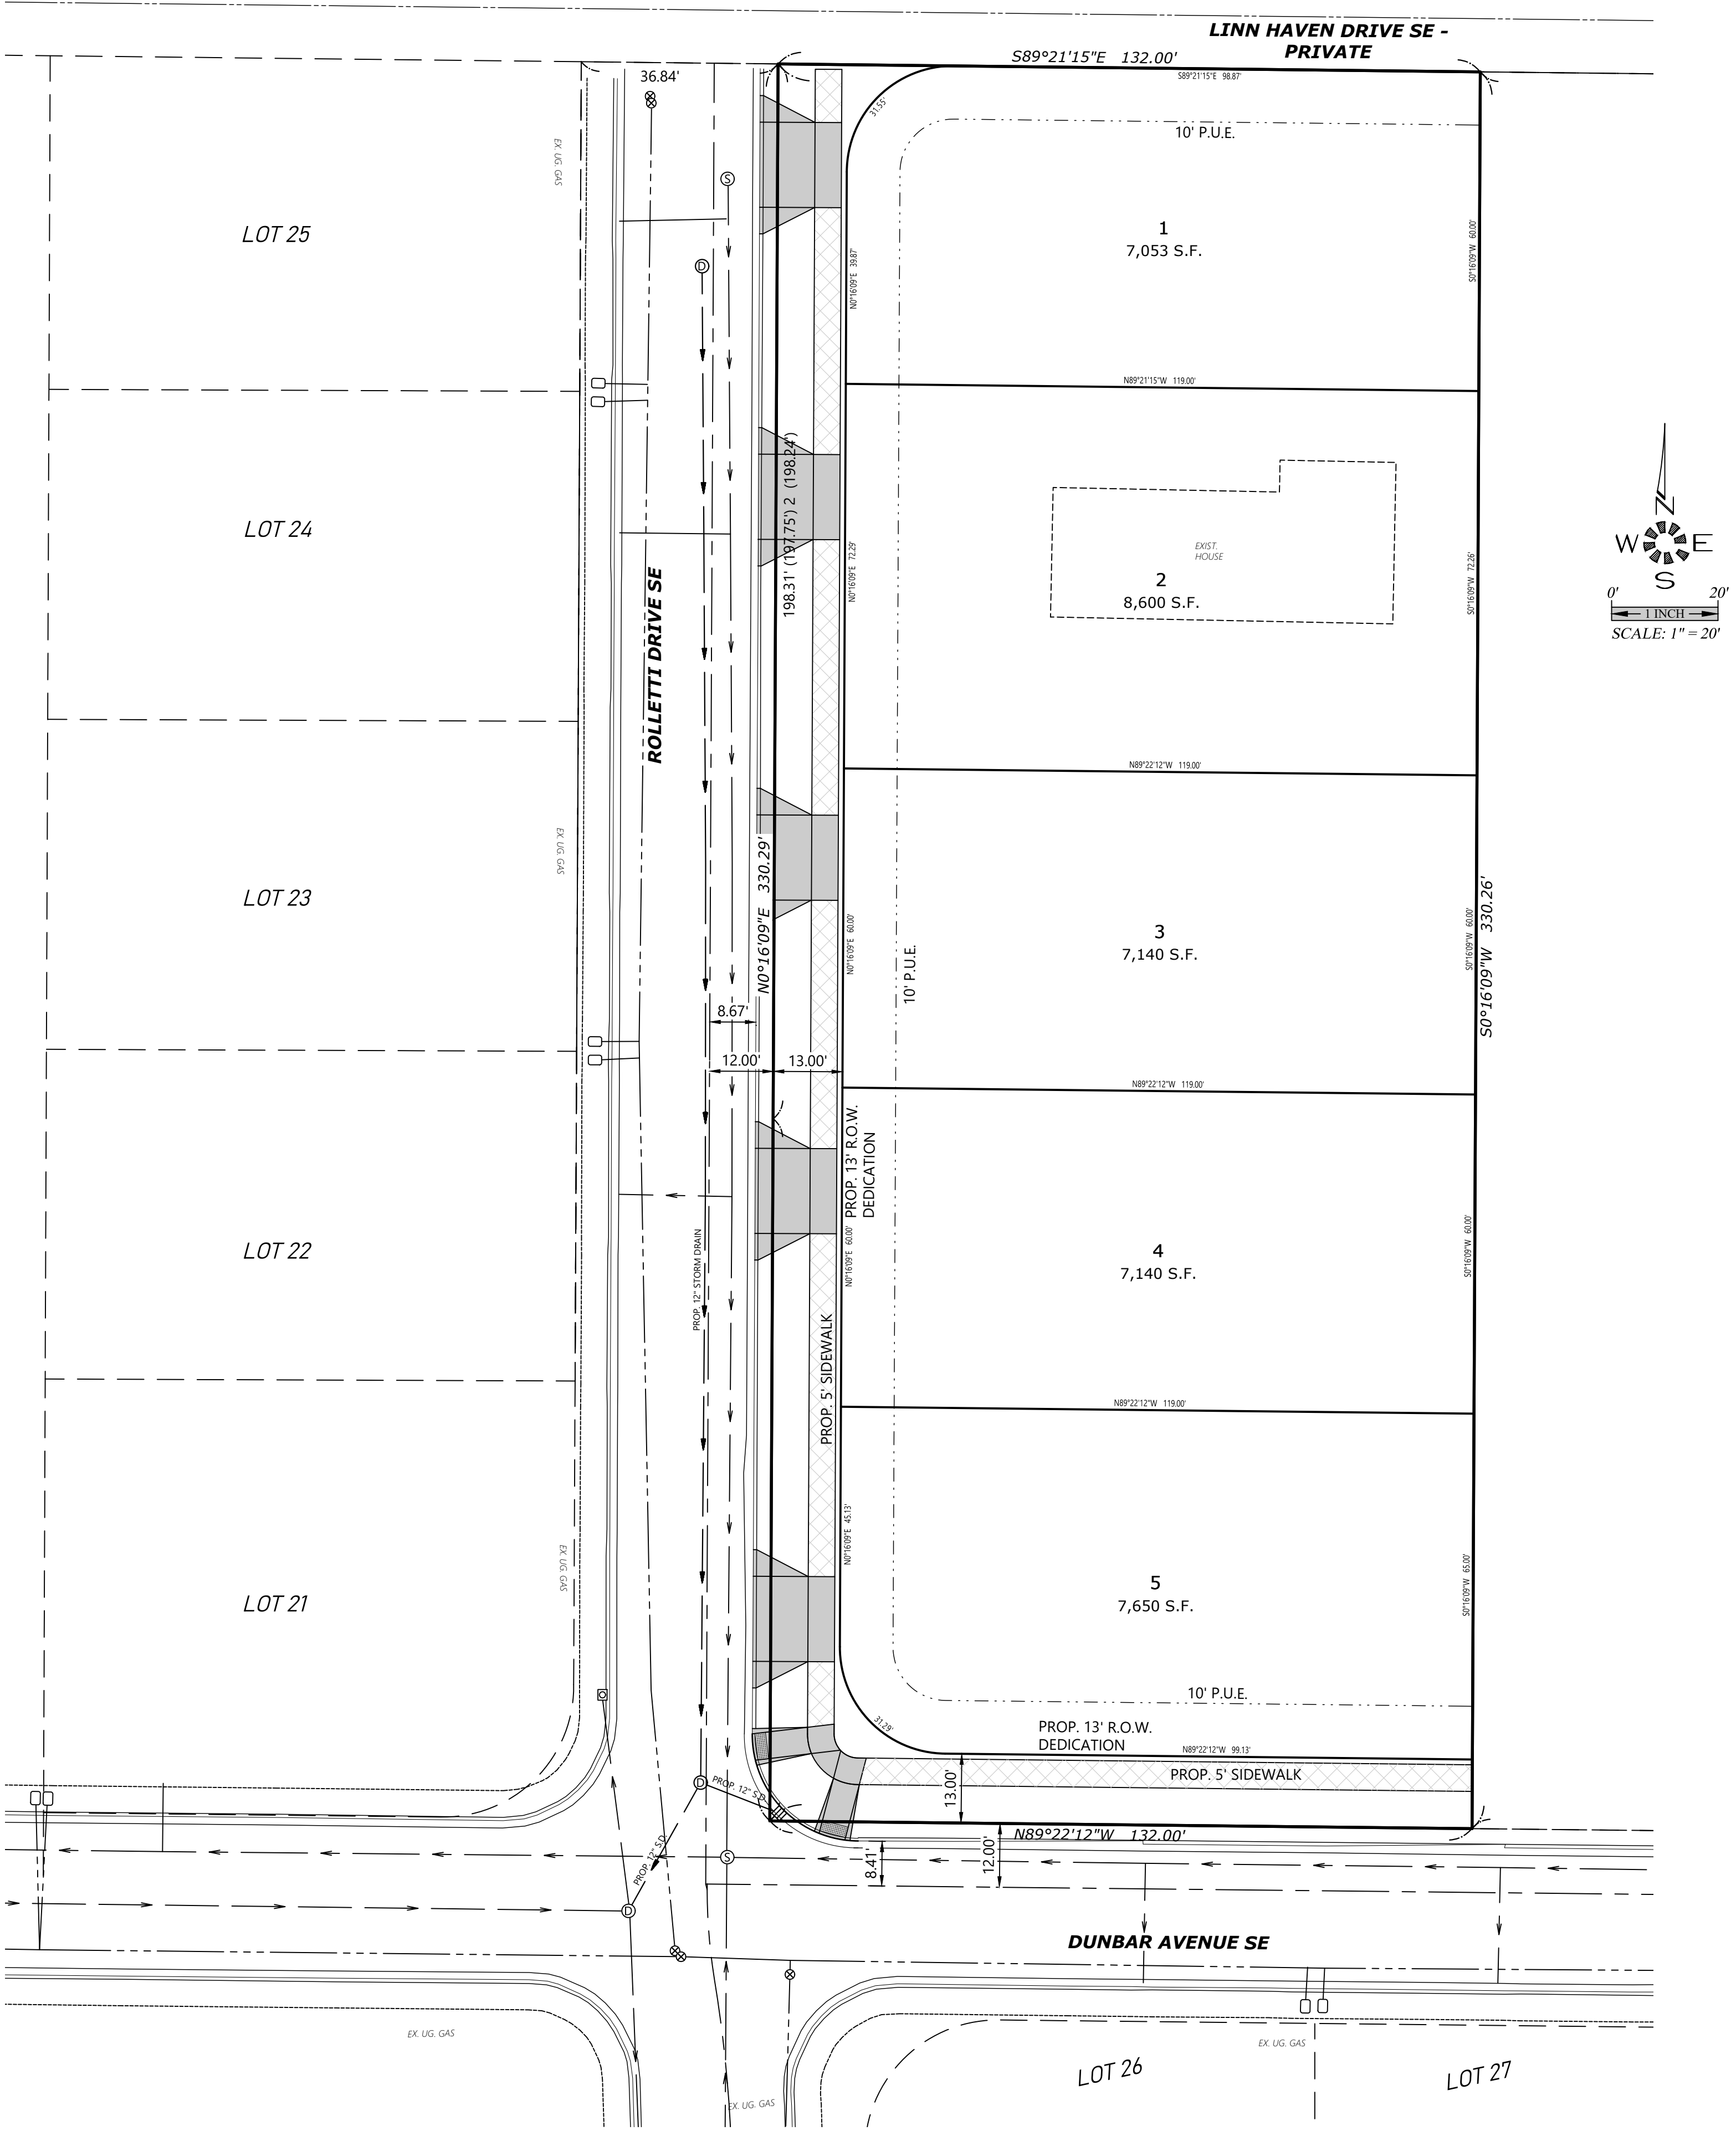 LINN HAVEN DRIVE SE -
PRIVATE
S89°21'15"E 132.00'
S89°21'15"E 98.87'
36.84'
31.55'
10' P.U.E.
EX. UG. GAS
LOT 25
1
7,053 S.F.
N0°16'09"E 39.87'
S0°16'09"W 60.00'
S
D
N89°21'15"W 119.00'
198.31' (197.75') 2 (198.24')
LOT 24
EXIST.
HOUSE
2
8,600 S.F.
N0°16'09"E 72.29'
S0°16'09"W 72.26'
N
W E
S
0' 20'
1 INCH
SCALE: 1" = 20'
ROLLETTI DRIVE SE
N89°22'12"W 119.00'
EX. UG. GAS
LOT 23
N0°16'09"E 330.29'
3
7,140 S.F.
N0°16'09"E 60.00'
S0°16'09"W 60.00'
S0°16'09"W 330.26'
10' P.U.E.
8.67'
12.00'
13.00'
N89°22'12"W 119.00'
PROP. 13' R.O.W.
DEDICATION
LOT 22
4
7,140 S.F.
N0°16'09"E 60.00'
S0°16'09"W 60.00'
PROP. 12" STORM DRAIN
PROP. 5' SIDEWALK
N89°22'12"W 119.00'
EX. UG. GAS
LOT 21
N0°16'09"E 45.13'
5
7,650 S.F.
S0°16'09"W 65.00'
10' P.U.E.
31.29'
PROP. 13' R.O.W.
DEDICATION
N89°22'12"W 99.13'
PROP. 5' SIDEWALK
13.00'
D
PROP. 12" S.D.
PROP. 12" S.D.
N89°22'12"W 132.00'
8.41'
12.00'
S
D
DUNBAR AVENUE SE
EX. UG. GAS
EX. UG. GAS
EX. UG. GAS
LOT 26
LOT 27